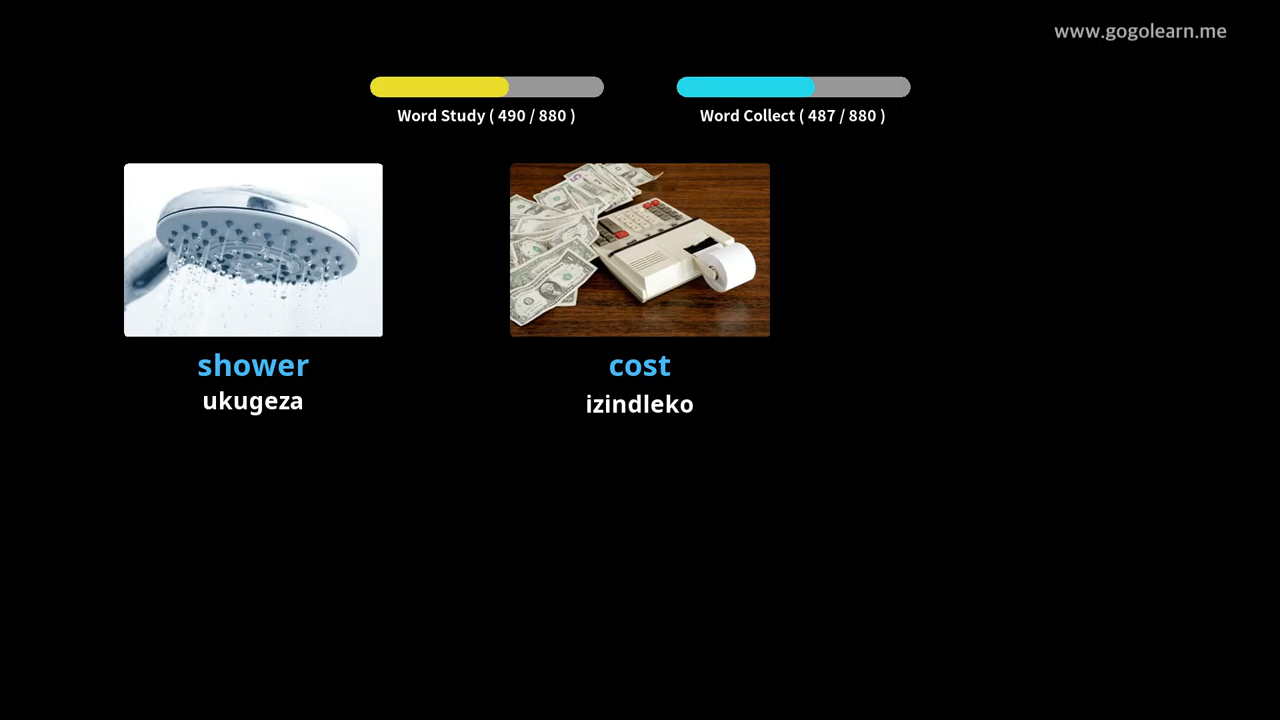 www.gogolearn.me
Word Study ( 490 / 880 )
Word Collect ( 487 / 880 )
shower
ukugeza
cost
izindleko